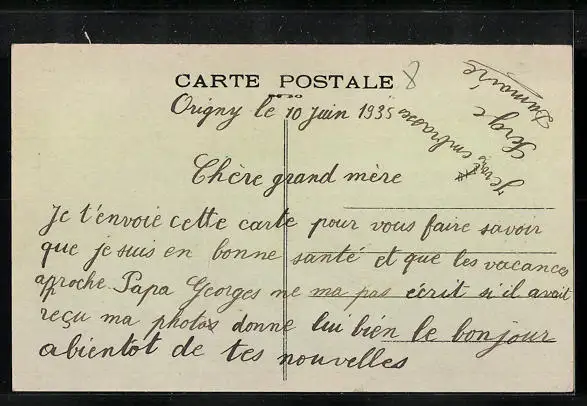 CARTE POSTALE
8
Origny le 10 juin 1935
Chère grand mère
Je t'envoie cette carte pour vous faire savoir
que je suis en bonne santé et que les vacances
aproche Papa Georges ne ma pas écrit si il avait
reçu ma photos donne lui bien le bonjour
abientot de tes nouvelles
Je vous embrasse
Serge
Damairie